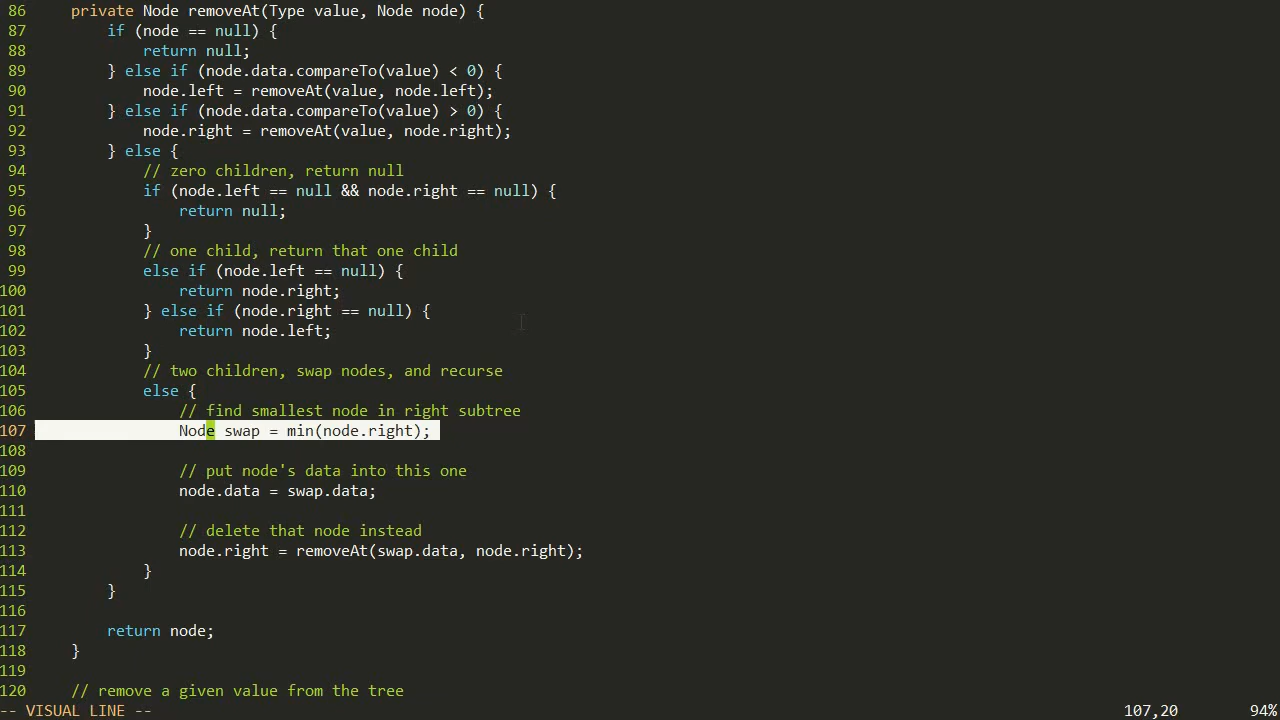 86    private Node removeAt(Type value, Node node) {
87        if (node == null) {
88            return null;
89        } else if (node.data.compareTo(value) < 0) {
90            node.left = removeAt(value, node.left);
91        } else if (node.data.compareTo(value) > 0) {
92            node.right = removeAt(value, node.right);
93        } else {
94            // zero children, return null
95            if (node.left == null && node.right == null) {
96                return null;
97            }
98            // one child, return that one child
99            else if (node.left == null) {
100                return node.right;
101            } else if (node.right == null) {
102                return node.left;
103            }
104            // two children, swap nodes, and recurse
105            else {
106                // find smallest node in right subtree
107                Node swap = min(node.right);
108
109                // put node's data into this one
110                node.data = swap.data;
111
112                // delete that node instead
113                node.right = removeAt(swap.data, node.right);
114            }
115        }
116
117        return node;
118    }
119
120    // remove a given value from the tree
-- VISUAL LINE -- 107,20 94%